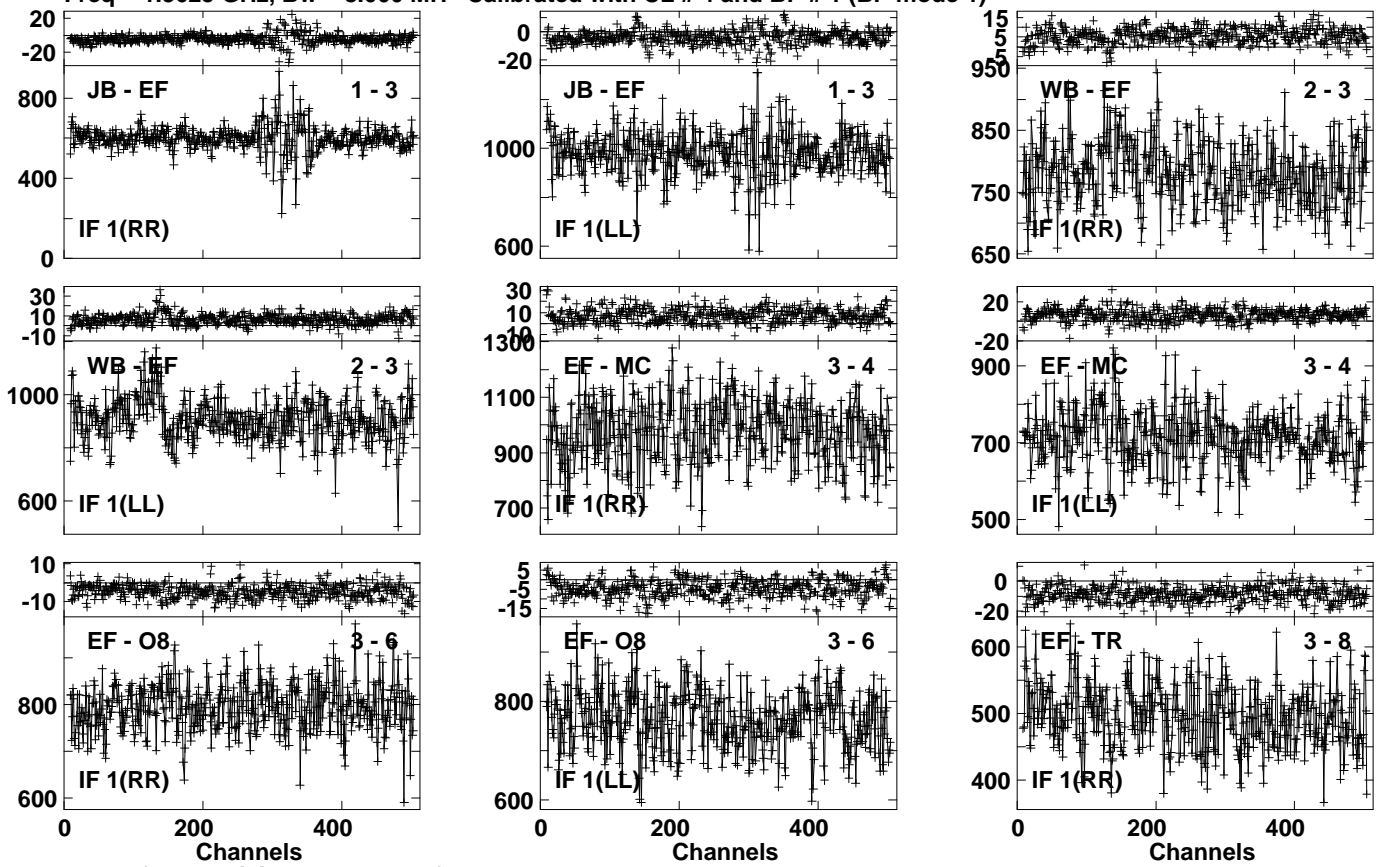 20
-20
800
400
0
JB - EF 1 - 3
IF 1(RR)
0
-20
1000
600
JB - EF 1 - 3
IF 1(LL)
15
5
5
950
850
750
650
WB - EF 2 - 3
IF 1(RR)
30
10
-10
1000
600
WB - EF 2 - 3
IF 1(LL)
30
10
-10
1300
1100
900
700
EF - MC 3 - 4
IF 1(RR)
20
-20
900
700
500
EF - MC 3 - 4
IF 1(LL)
10
-10
800
600
EF - O8 3 - 6
IF 1(RR)
0 200 400
Channels
5
-5
-15
800
600
EF - O8 3 - 6
IF 1(LL)
0 200 400
Channels
0
-20
600
500
400
EF - TR 3 - 8
IF 1(RR)
0 200 400
Channels